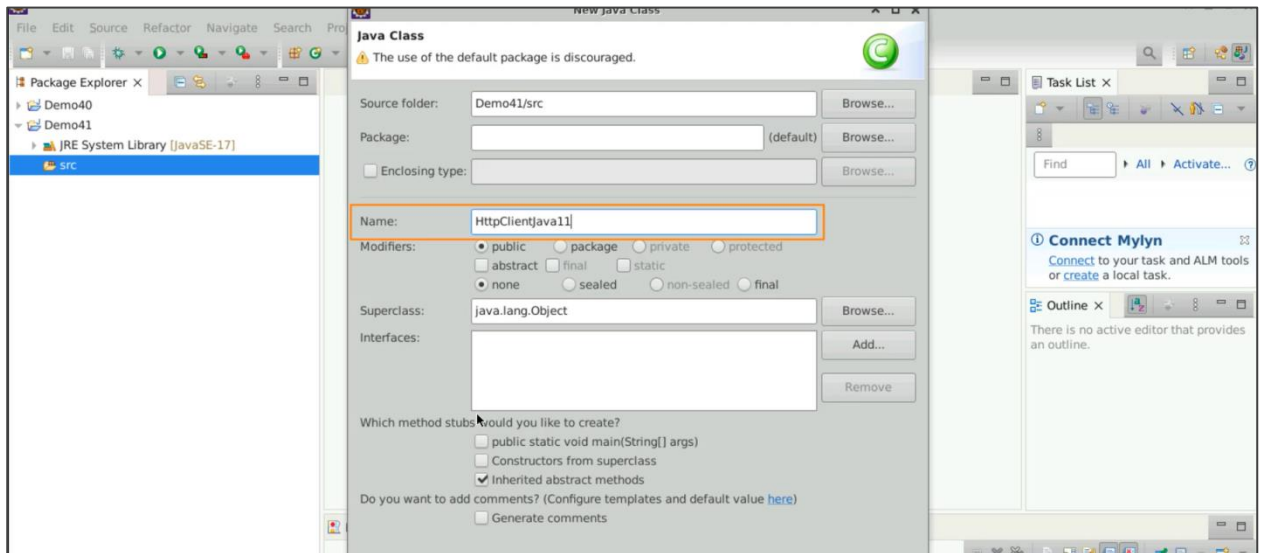 New Java Class
File Edit Source Refactor Navigate Search
Java Class
The use of the default package is discouraged.
Package Explorer
Task List
Demo40
Demo41
JRE System Library [JavaSE-17]
src
Source folder: Demo41/src Browse...
Package: (default) Browse...
Enclosing type: Browse...
Name: HttpClientJava11
Modifiers: public package private protected
abstract final static
none sealed non-sealed final
Superclass: java.lang.Object Browse...
Interfaces: Add...
Remove
Which method stubs would you like to create?
public static void main(String[] args)
Constructors from superclass
Inherited abstract methods
Do you want to add comments? (Configure templates and default value here)
Generate comments
Find All Activate...
Connect Mylyn
Connect to your task and ALM tools
or create a local task.
Outline
There is no active editor that provides
an outline.